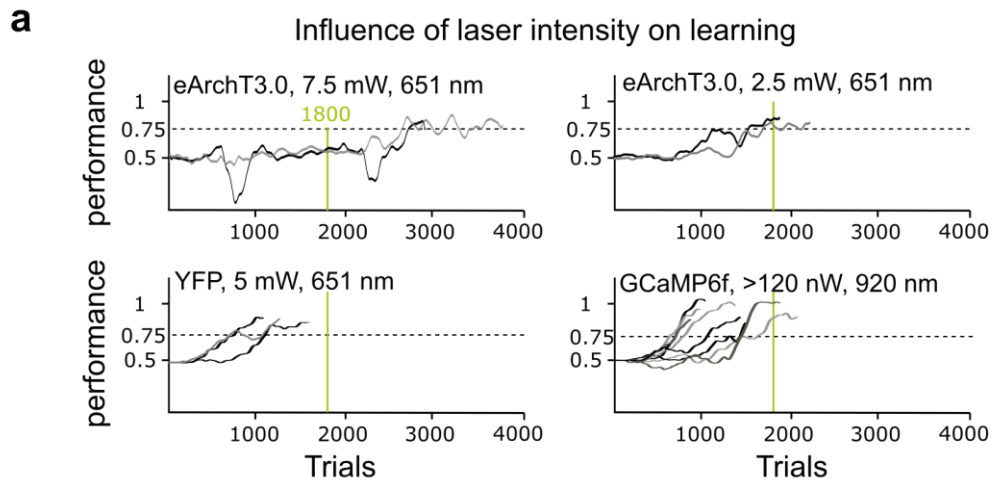 a
Influence of laser intensity on learning
eArchT3.0, 7.5 mW, 651 nm
performance
1
0.75
0.5
1800
1000
2000
3000
4000
eArchT3.0, 2.5 mW, 651 nm
1
0.75
0.5
1000
2000
3000
4000
YFP, 5 mW, 651 nm
performance
1
0.75
0.5
1000
2000
3000
4000
Trials
GCaMP6f, >120 nW, 920 nm
1
0.75
0.5
1000
2000
3000
4000
Trials